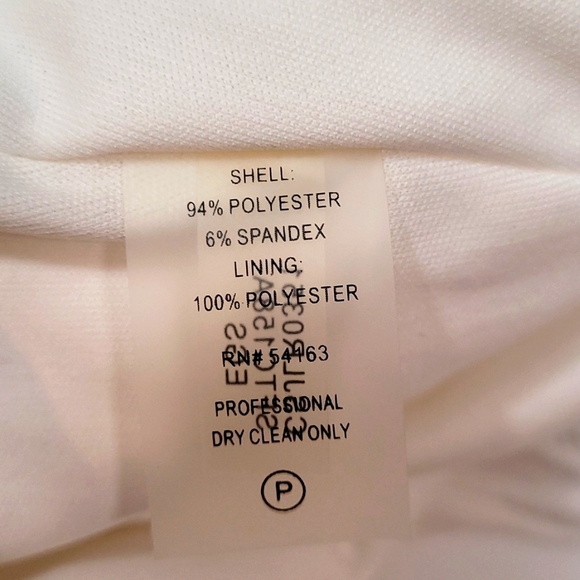 SHELL:
94% POLYESTER
6% SPANDEX
LINING:
100% POLYESTER
RN# 54163
PROFESSIONAL
DRY CLEAN ONLY
P